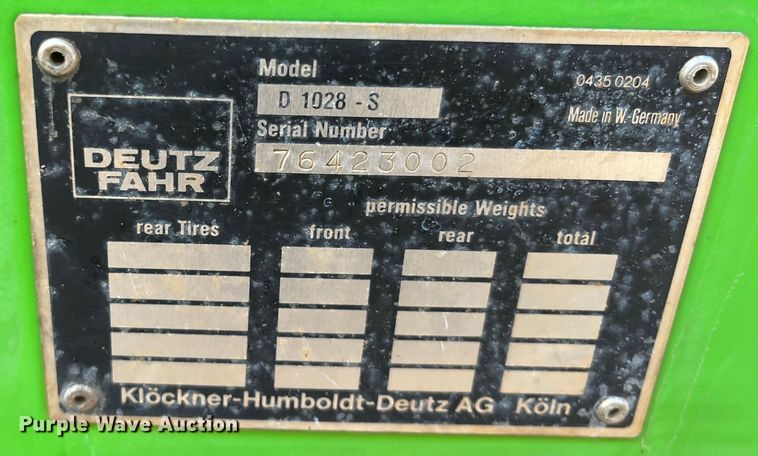 Model
0435 0204
D 1028 - S
Made in W.-Germany
Serial Number
DEUTZ
FAHR
76423002
permissible Weights
rear Tires front rear total
Klöckner-Humboldt-Deutz AG Köln
Purple Wave Auction